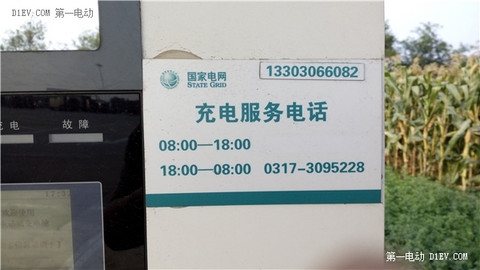 D1EV.COM 第一电动
国家电网
STATE GRID
13303066082
充电服务电话
08:00—18:00
18:00—08:00 0317-3095228
充电 故障
第一电动 D1EV.COM